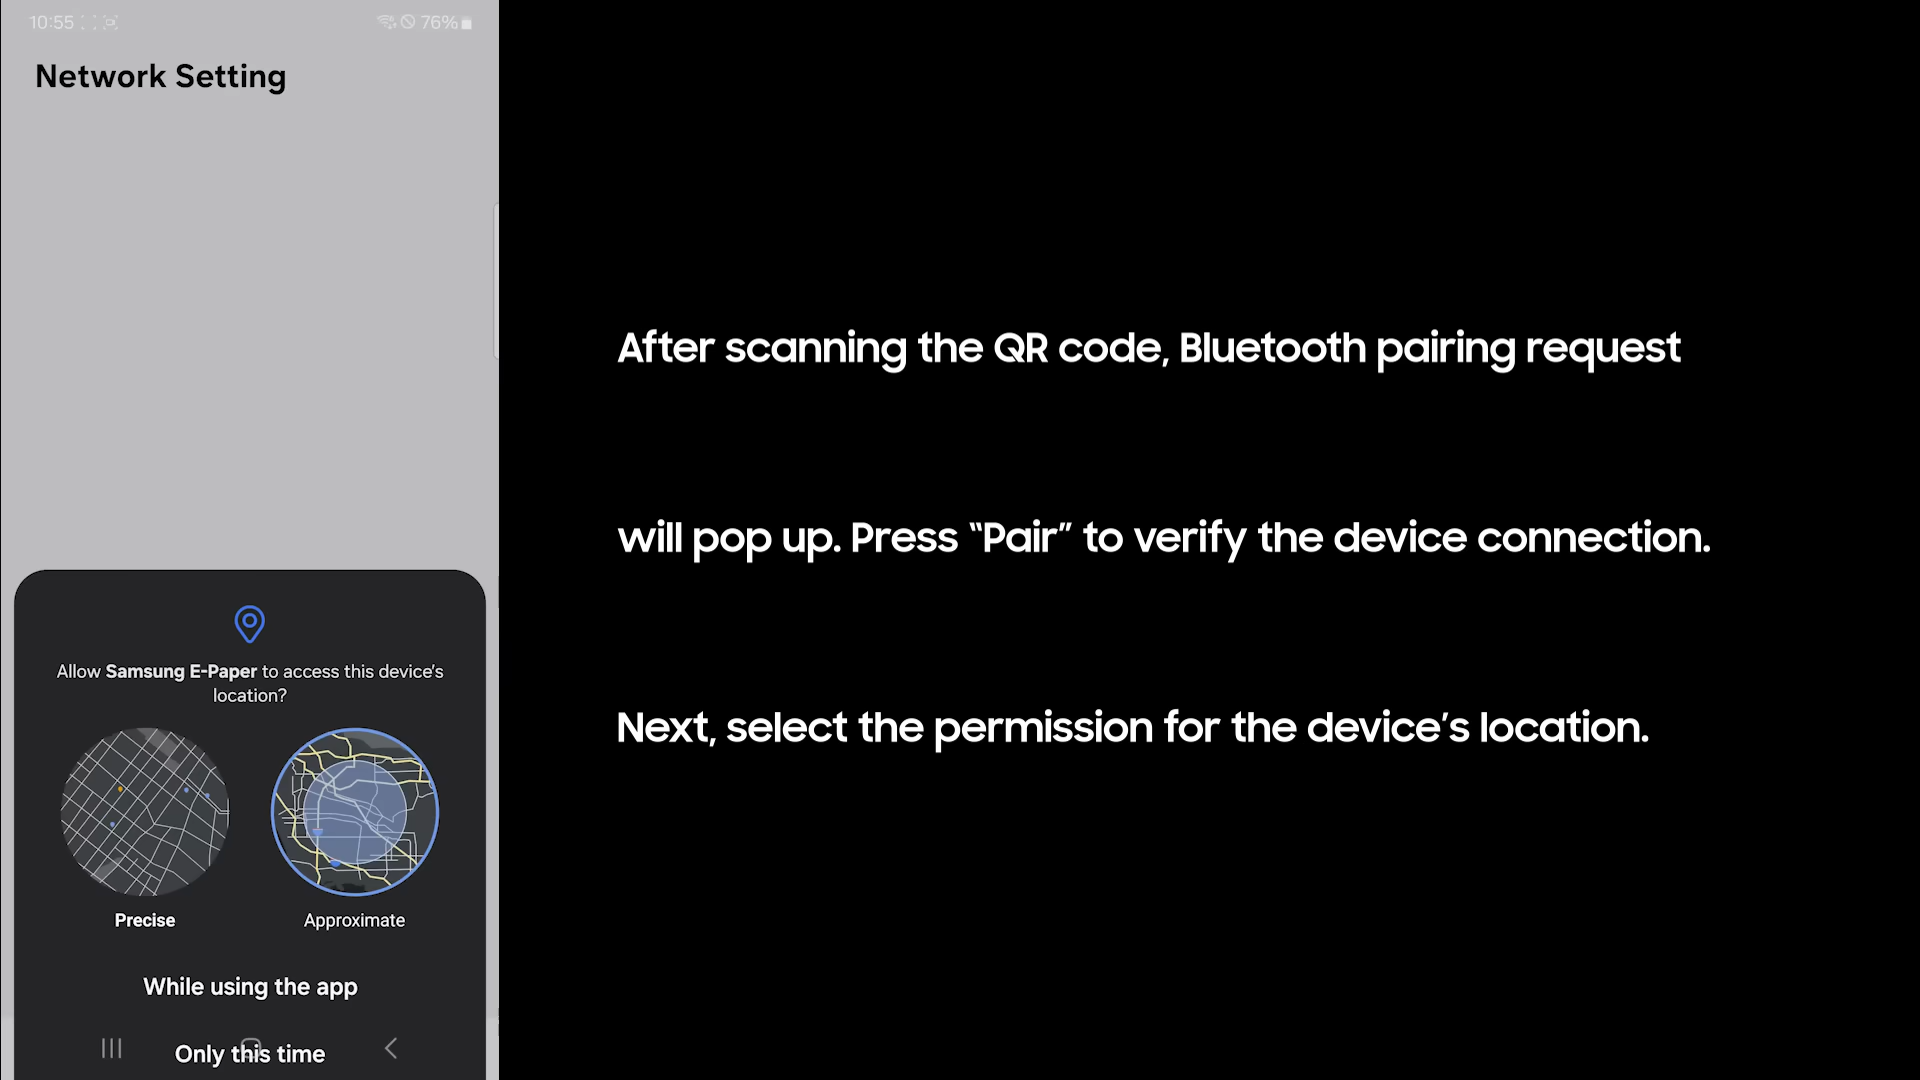 10:55
76%
Network Setting
Allow Samsung E-Paper to access this device's
location?
Precise
Approximate
While using the app
Only this time
After scanning the QR code, Bluetooth pairing request
will pop up. Press “Pair” to verify the device connection.
Next, select the permission for the device’s location.